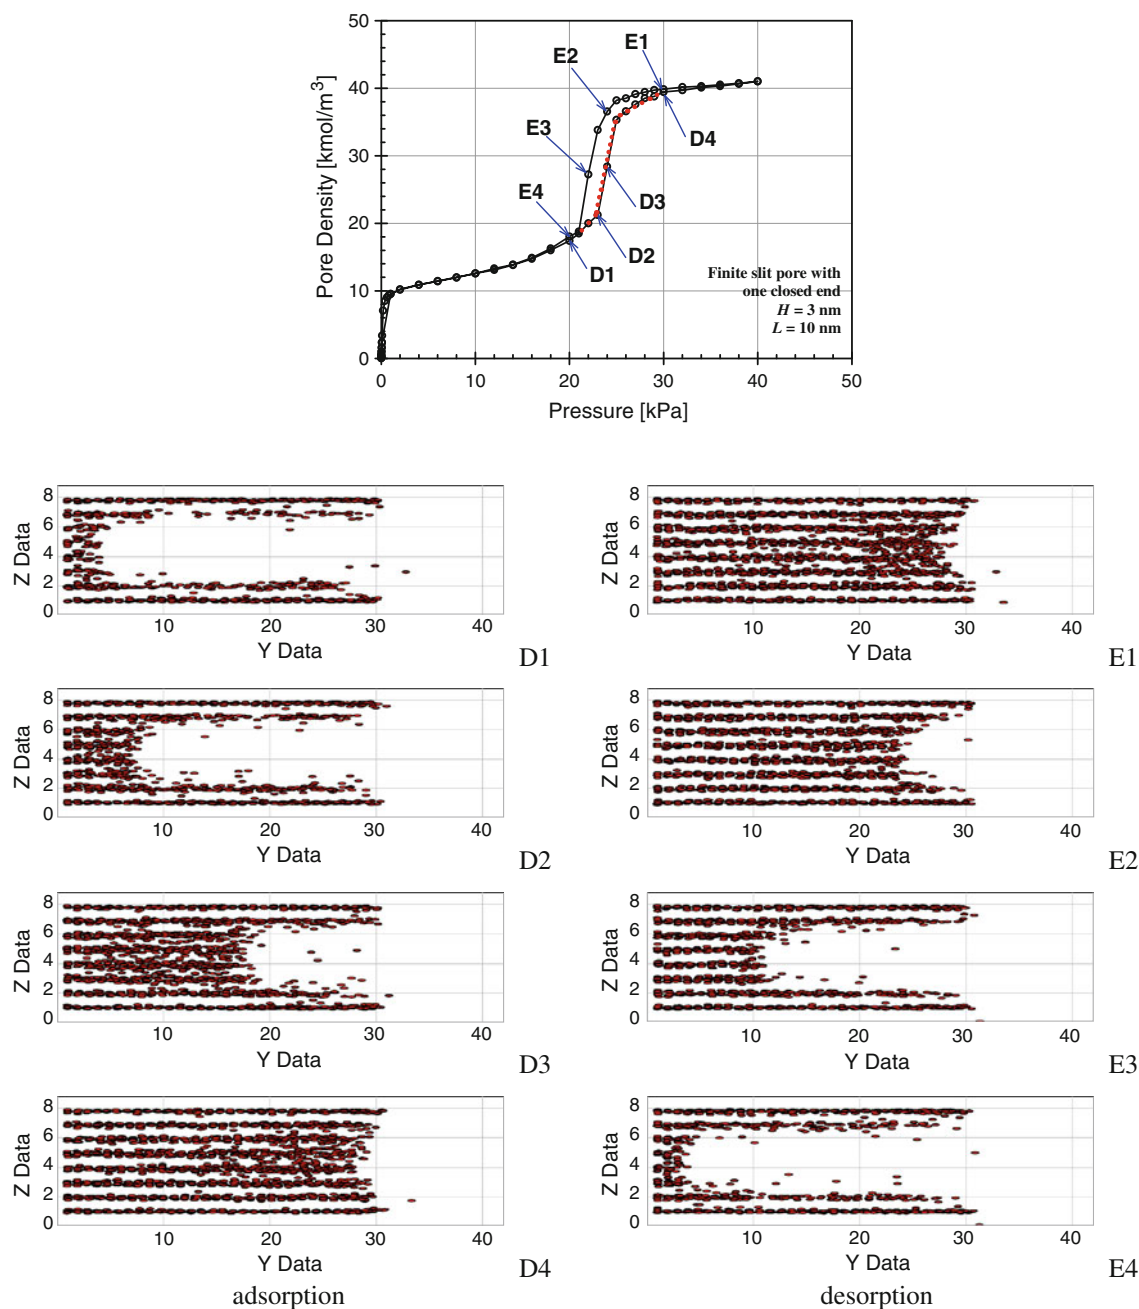 50
40
30
20
10
0
Pore Density [kmol/m³]
E1
E2
E3
E4
D4
D3
D2
D1
Finite slit pore with
one closed end
H = 3 nm
L = 10 nm
0 10 20 30 40 50
Pressure [kPa]
8
6
4
2
0
Z Data
10 20 30 40
Y Data
D1
8
6
4
2
0
Z Data
10 20 30 40
Y Data
E1
8
6
4
2
0
Z Data
10 20 30 40
Y Data
D2
8
6
4
2
0
Z Data
10 20 30 40
Y Data
E2
8
6
4
2
0
Z Data
10 20 30 40
Y Data
D3
8
6
4
2
0
Z Data
10 20 30 40
Y Data
E3
8
6
4
2
0
Z Data
10 20 30 40
Y Data
D4
adsorption
8
6
4
2
0
Z Data
10 20 30 40
Y Data
E4
desorption